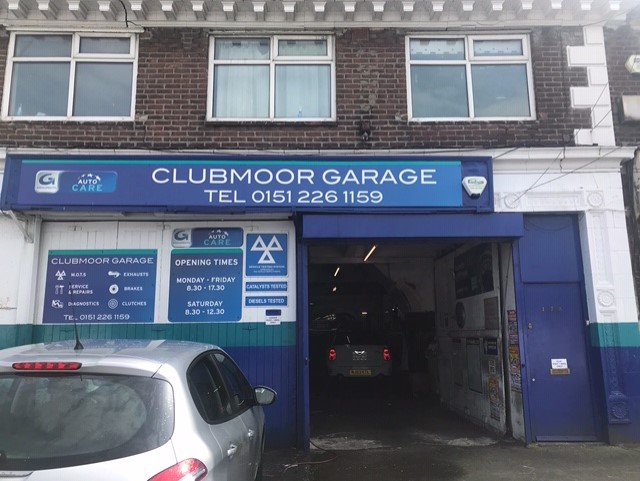 AUTO
CARE
CLUBMOOR GARAGE
TEL 0151 226 1159
CLUBMOOR GARAGE
M.O.T.S
EXHAUSTS
SERVICE
& REPAIRS
BRAKES
DIAGNOSTICS
CLUTCHES
TEL: 0151 226 1159
AUTO
CARE
OPENING TIMES
MONDAY - FRIDAY
8.30 - 17.30
SATURDAY
8.30 - 12.30
CATALYSTS TESTED
DIESELS TESTED